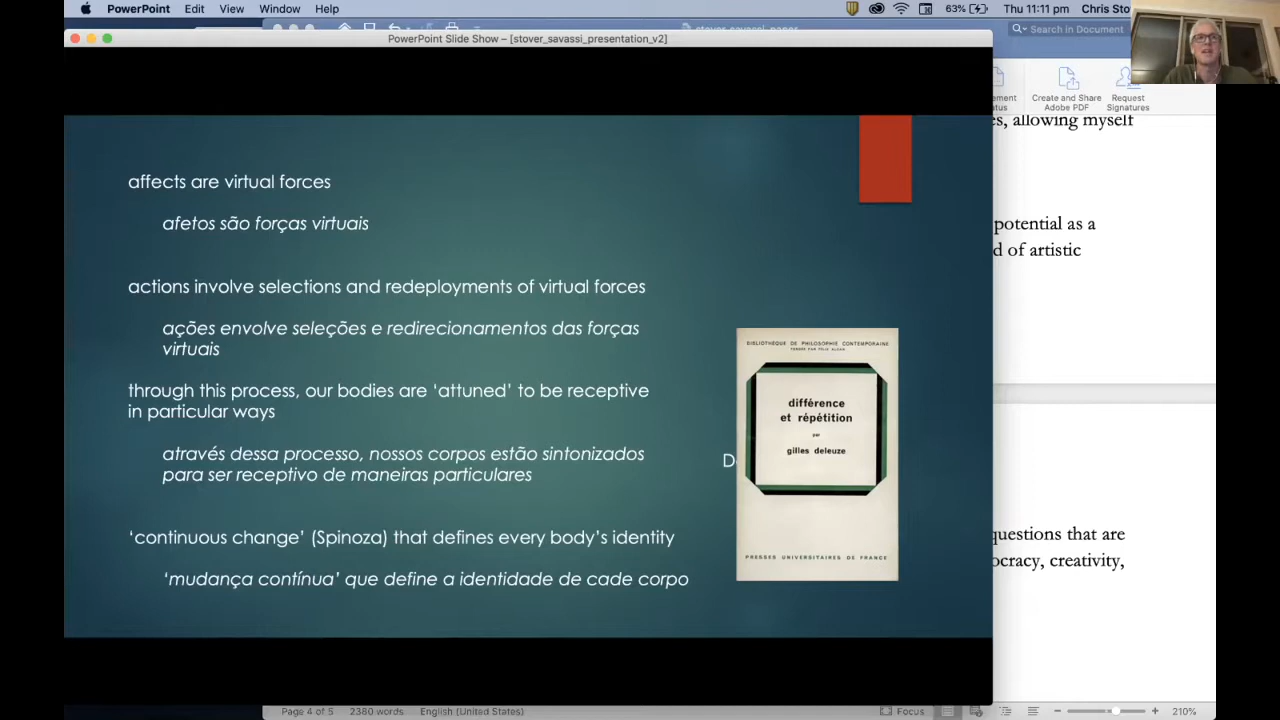 PowerPoint Edit View Window Help
63% Thu 11:11 pm Chris Sto
PowerPoint Slide Show – [stover_savassi_presentation_v2]
stover_savassi_paper
Search in Document
Create and Share
Adobe PDF
Request
Signatures
es, allowing myself
potential as a
d of artistic
questions that are
ocracy, creativity,
affects are virtual forces
afetos são forças virtuais
actions involve selections and redeployments of virtual forces
ações envolve seleções e redirecionamentos das forças
virtuais
through this process, our bodies are ‘attuned’ to be receptive
in particular ways
através dessa processo, nossos corpos estão sintonizados
para ser receptivo de maneiras particulares
‘continuous change’ (Spinoza) that defines every body’s identity
‘mudança contínua’ que define a identidade de cade corpo
BIBLIOTHÈQUE DE PHILOSOPHIE CONTEMPORAINE
différence
et répétition
par
gilles deleuze
PRESSES UNIVERSITAIRES DE FRANCE
Page 4 of 5 2380 words English (United States)
Focus
210%